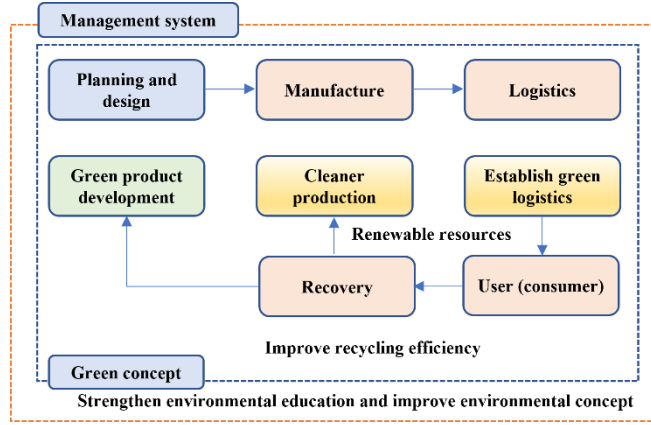 Management system
Planning and
design
Manufacture
Logistics
Green product
development
Cleaner
production
Establish green
logistics
Renewable resources
Recovery
User (consumer)
Improve recycling efficiency
Green concept
Strengthen environmental education and improve environmental concept